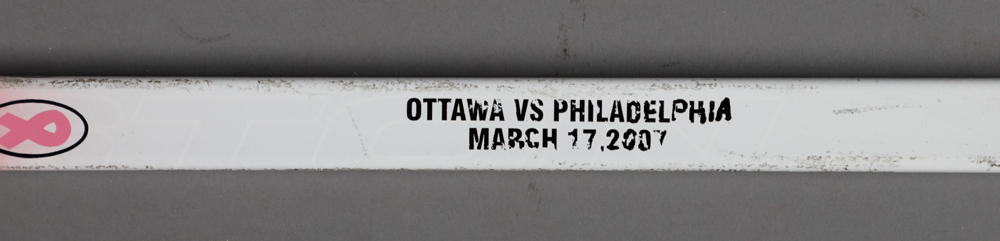 OTTAWA VS PHILADELPHIA
MARCH 17,2007